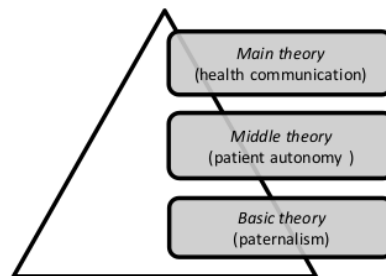 Main theory
(health communication)
Middle theory
(patient autonomy )
Basic theory
(paternalism)